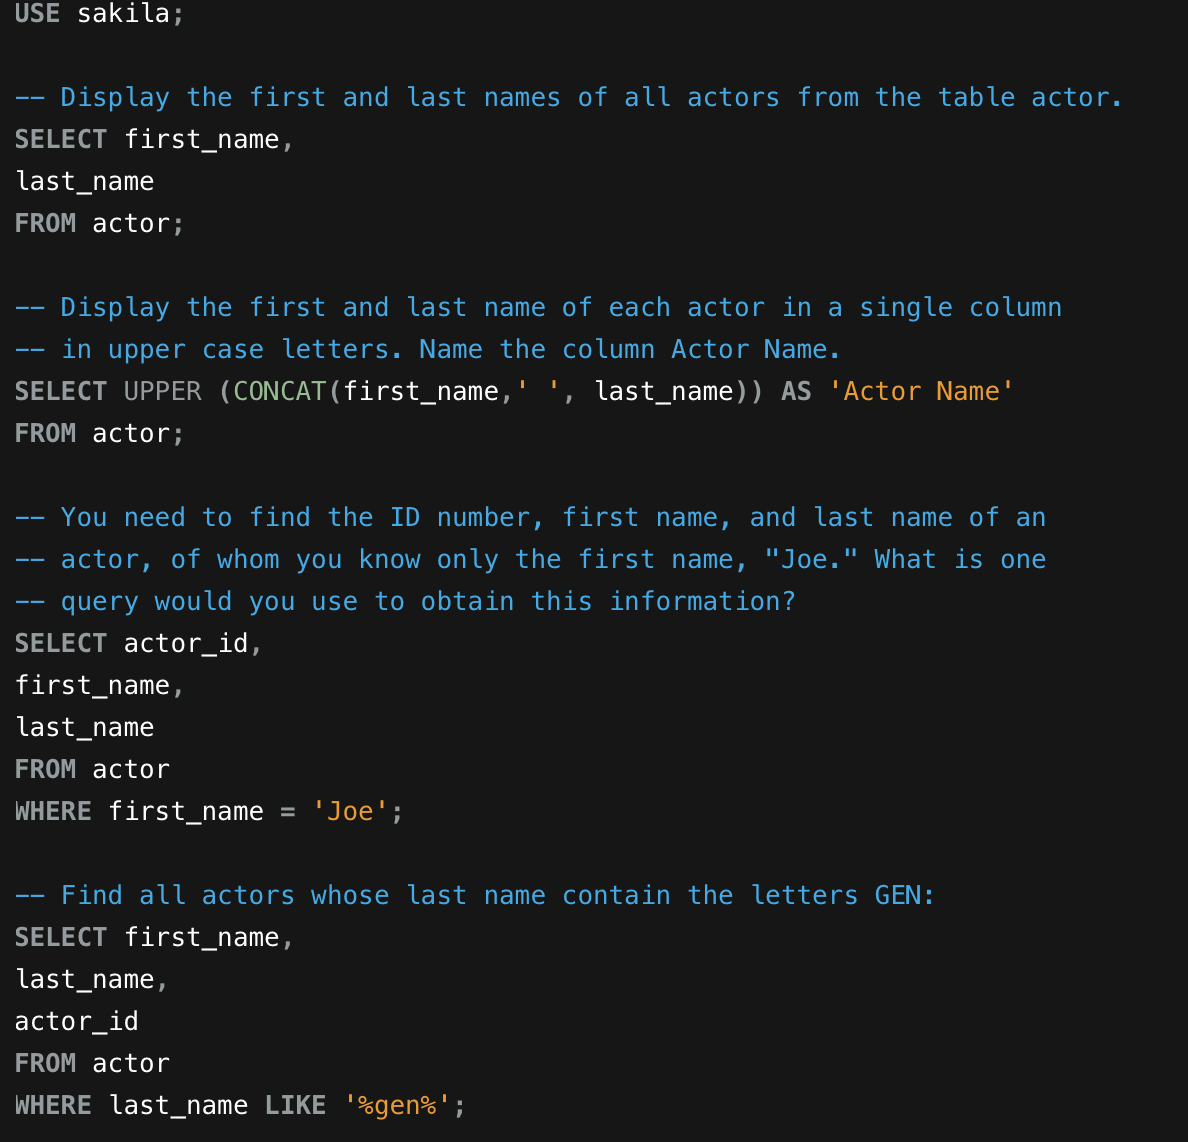 USE sakila;
-- Display the first and last names of all actors from the table actor.
SELECT first_name,
last_name
FROM actor;
-- Display the first and last name of each actor in a single column
-- in upper case letters. Name the column Actor Name.
SELECT UPPER (CONCAT(first_name,' ', last_name)) AS 'Actor Name'
FROM actor;
-- You need to find the ID number, first name, and last name of an
-- actor, of whom you know only the first name, "Joe." What is one
-- query would you use to obtain this information?
SELECT actor_id,
first_name,
last_name
FROM actor
WHERE first_name = 'Joe';
-- Find all actors whose last name contain the letters GEN:
SELECT first_name,
last_name,
actor_id
FROM actor
WHERE last_name LIKE '%gen%';